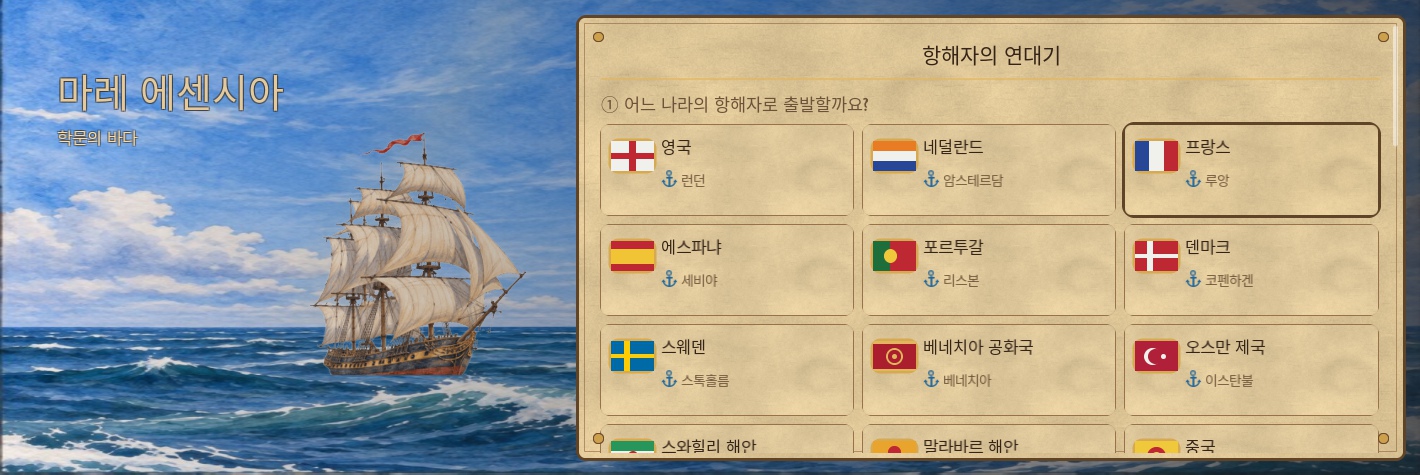 마레 에센시아
학문의 바다
항해자의 연대기
① 어느 나라의 항해자로 출발할까요?
영국
런던
네덜란드
암스테르담
프랑스
루앙
에스파냐
세비야
포르투갈
리스본
덴마크
코펜하겐
스웨덴
스톡홀름
베네치아 공화국
베네치아
오스만 제국
이스탄불
스와힐리 해안
말라바르 해안
중국